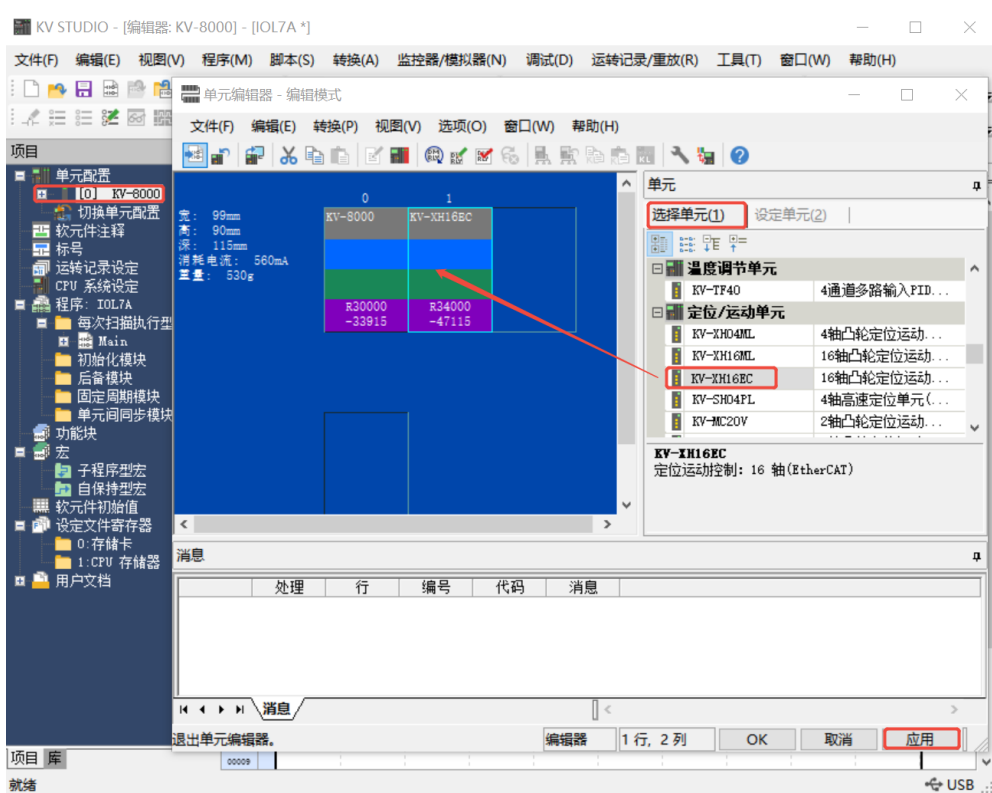 KV STUDIO - [编辑器: KV-8000] - [IOL7A *]
文件(F) 编辑(E) 视图(V) 程序(M) 脚本(S) 转换(A) 监控器/模拟器(N) 调试(D) 运转记录/重放(R) 工具(T) 窗口(W) 帮助(H)
项目
单元配置
[0] KV-8000
切换单元配置
软元件注释
标号
运转记录设定
CPU 系统设定
程序: IOL7A
每次扫描执行型
Main
初始化模块
后备模块
固定周期模块
单元间同步模块
功能块
宏
子程序型宏
自保持型宏
软元件初始值
设定文件寄存器
0:存储卡
1:CPU 存储器
用户文档
项目 库
就绪
单元编辑器 - 编辑模式
文件(F) 编辑(E) 转换(P) 视图(V) 选项(O) 窗口(W) 帮助(H)
宽: 99mm
高: 90mm
深: 115mm
消耗电流: 560mA
重量: 530g
0 1
KV-8000 KV-XH16EC
R30000 R34000
-33915 -47115
单元
选择单元(1) 设定单元(2)
温度调节单元
KV-TF40 4通道多路输入PID...
定位/运动单元
KV-XH04ML 4轴凸轮定位运动...
KV-XH16ML 16轴凸轮定位运动...
KV-XH16EC 16轴凸轮定位运动...
KV-SH04PL 4轴高速定位单元(...
KV-MC20V 2轴凸轮定位运动...
KV-XH16EC
定位运动控制: 16 轴(EtherCAT)
消息
处理 行 编号 代码 消息
消息
退出单元编辑器。 编辑器 1 行, 2 列 OK 取消 应用
00009
USB